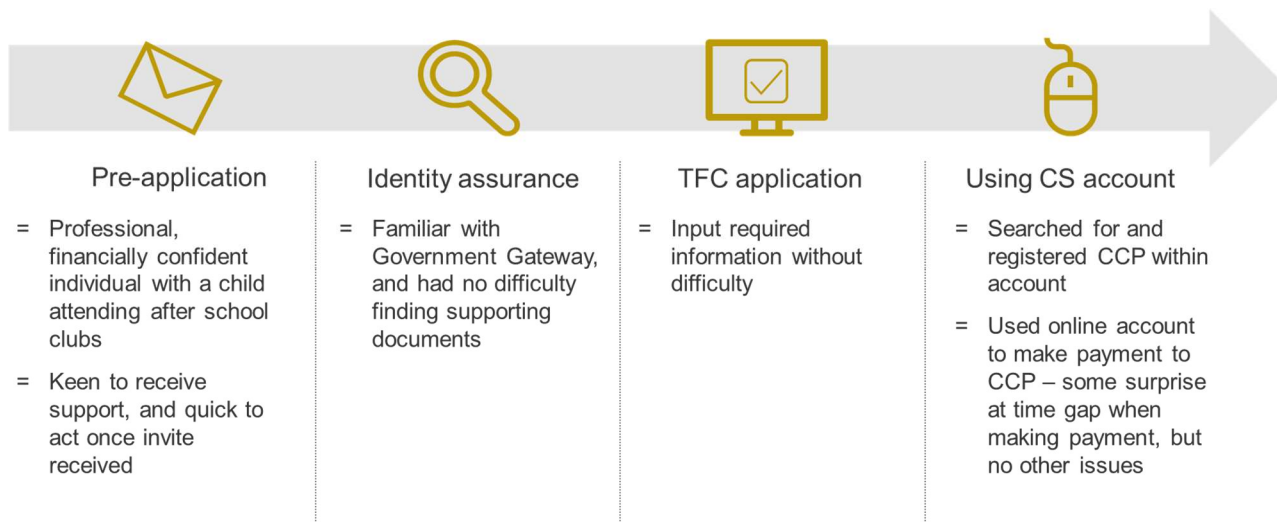 Pre-application
= Professional,
financially confident
individual with a child
attending after school
clubs
= Keen to receive
support, and quick to
act once invite
received
Identity assurance
= Familiar with
Government Gateway,
and had no difficulty
finding supporting
documents
TFC application
= Input required
information without
difficulty
Using CS account
= Searched for and
registered CCP within
account
= Used online account
to make payment to
CCP – some surprise
at time gap when
making payment, but
no other issues